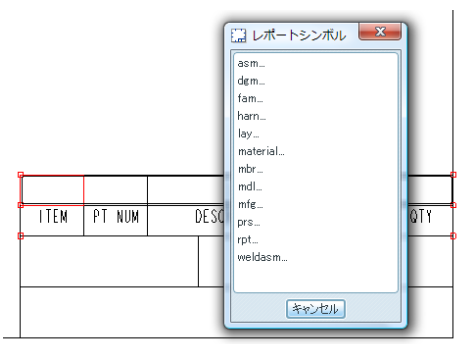 レポートシンボル
asm...
dgm...
fam...
harn...
lay...
material...
mbr...
mdl...
mfg...
prs...
rpt...
weldasm...
ITEM PT NUM DESC QTY
キャンセル